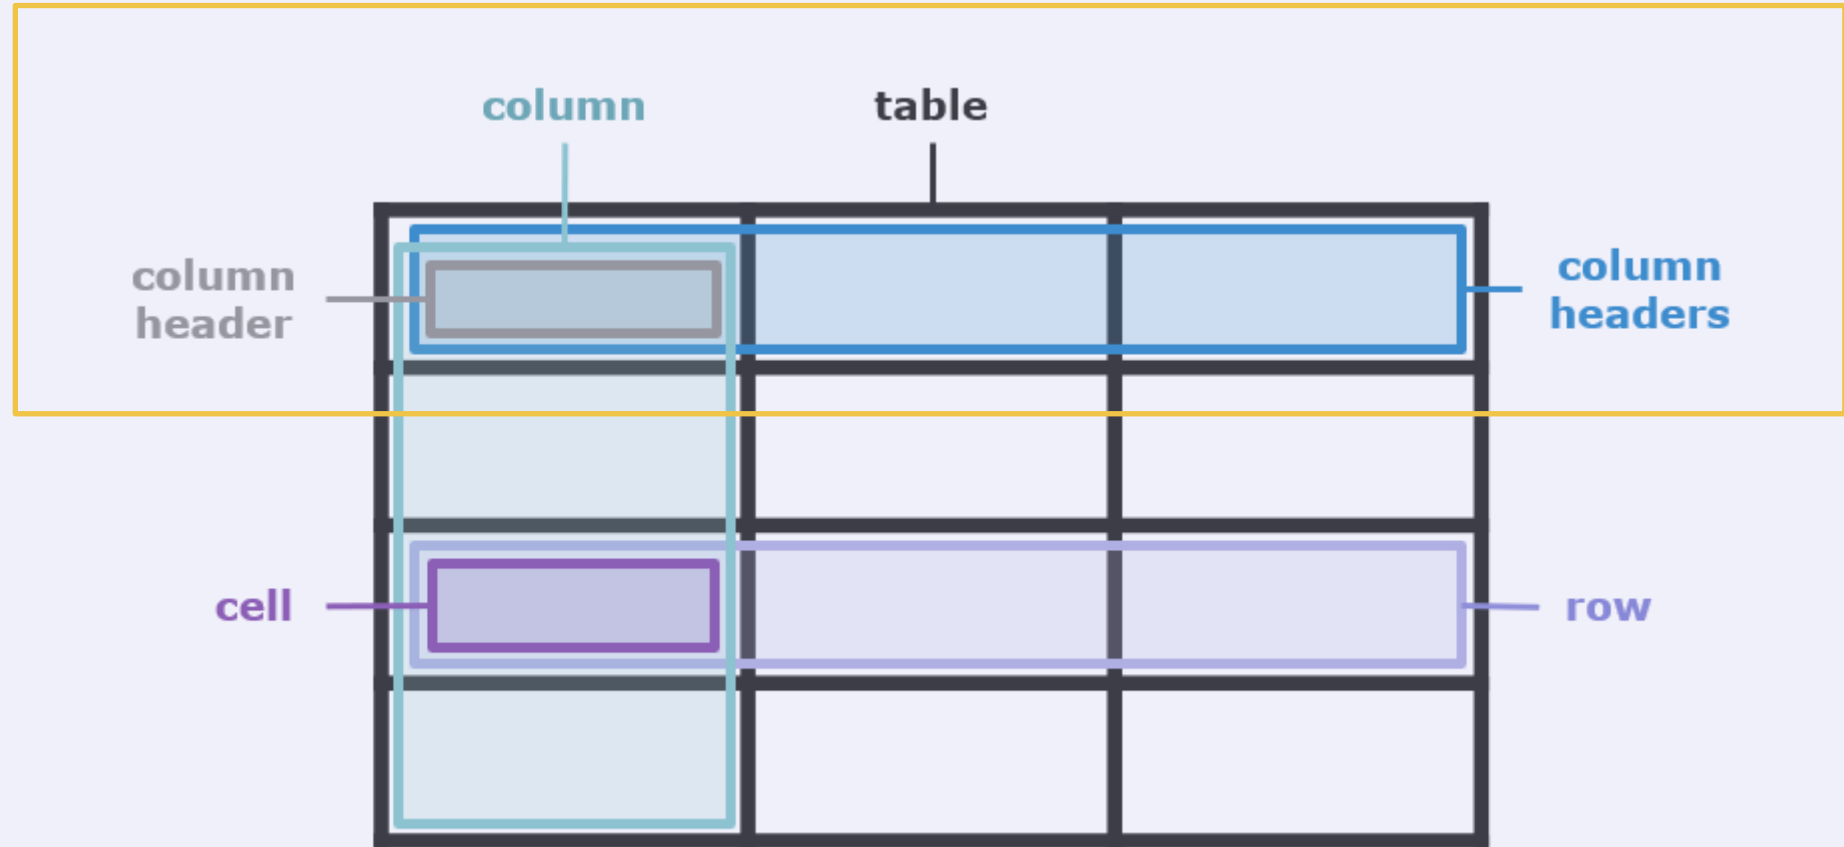 column
table
column
header
column
headers
cell
row